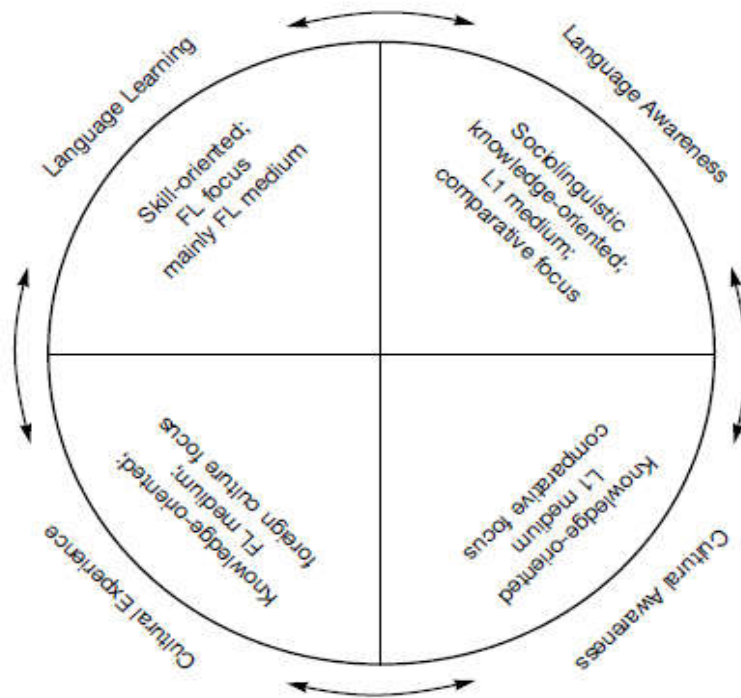 Language Learning
Skill-oriented;
FL focus
mainly FL medium
Language Awareness
Sociolinguistic
knowledge-oriented;
L1 medium;
comparative focus
Cultural Experience
Knowledge-oriented;
FL medium;
foreign culture focus
Cultural Awareness
Knowledge-oriented
L1 medium
comparative focus